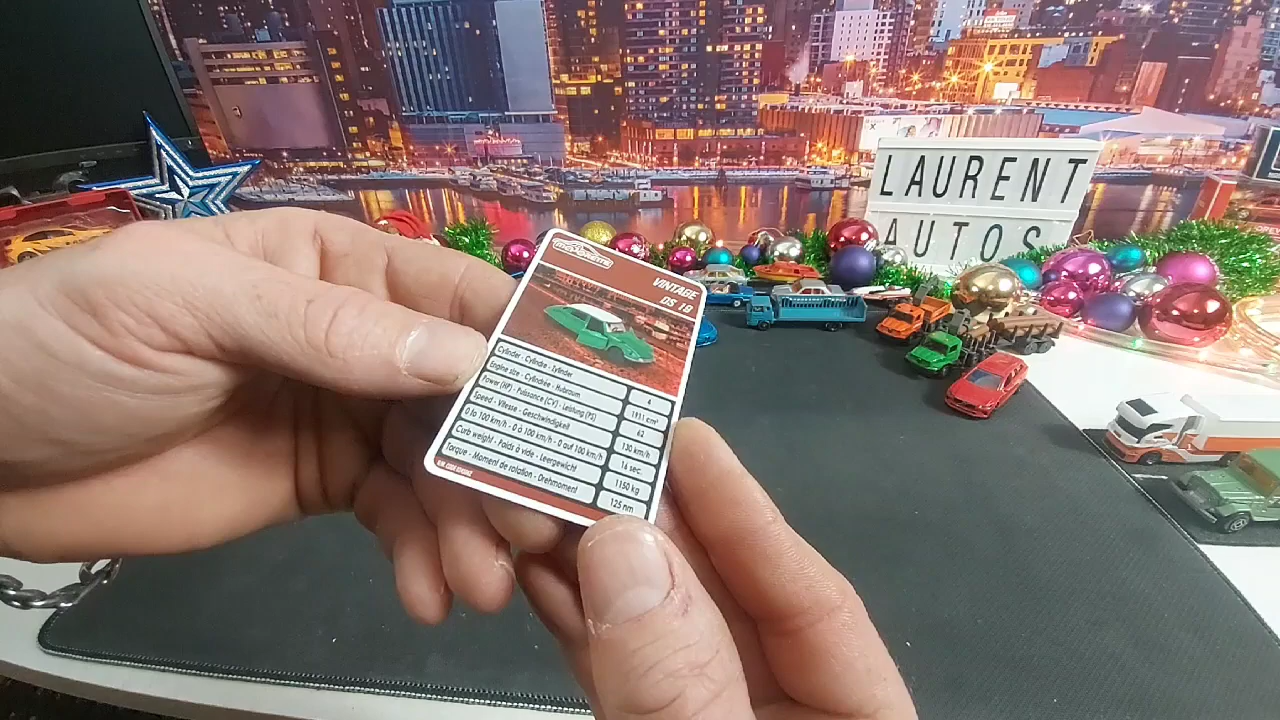 LAURENT
AUTOS
majorette
VINTAGE
DS 19
Cylinder - Cylindre - Zylinder 4
Engine size - Cylindrée - Hubraum 1911 cm³
Power (HP) - Puissance (CV) - Leistung (PS) 62
Speed - Vitesse - Geschwindigkeit 130 km/h
0 to 100 km/h - 0 à 100 km/h - 0 auf 100 km/h 16 sec.
Curb weight - Poids à vide - Leergewicht 1150 kg
Torque - Moment de rotation - Drehmoment 125 nm